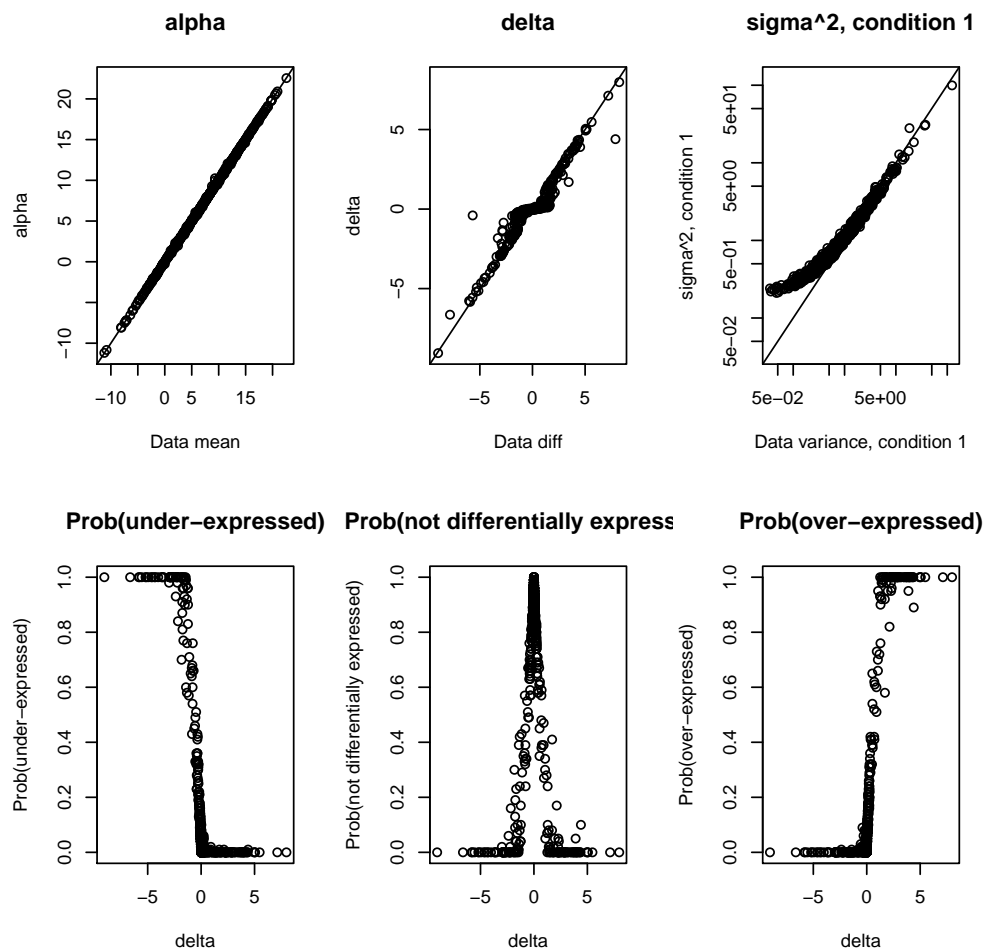 alpha
delta
sigma^2, condition 1
20
15
10
5
0
−10
alpha
−10
0
5
15
Data mean
5
0
−5
delta
−5
0
5
Data diff
5e+01
5e+00
5e−01
5e−02
sigma^2, condition 1
5e−02
5e+00
Data variance, condition 1
Prob(under−expressed)
Prob(not differentially express
Prob(over−expressed)
1.0
0.8
0.6
0.4
0.2
0.0
Prob(under−expressed)
−5
0
5
delta
1.0
0.8
0.6
0.4
0.2
0.0
Prob(not differentially expressed)
−5
0
5
delta
1.0
0.8
0.6
0.4
0.2
0.0
Prob(over−expressed)
−5
0
5
delta